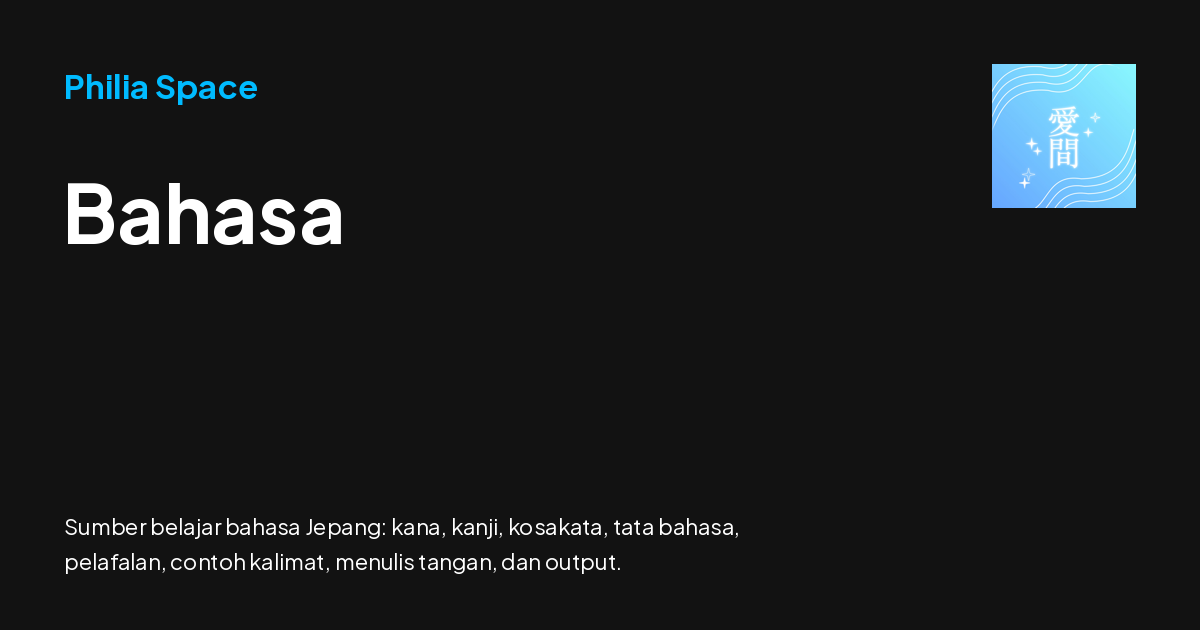 Philia Space
愛
間
Bahasa
Sumber belajar bahasa Jepang: kana, kanji, kosakata, tata bahasa,
pelafalan, contoh kalimat, menulis tangan, dan output.